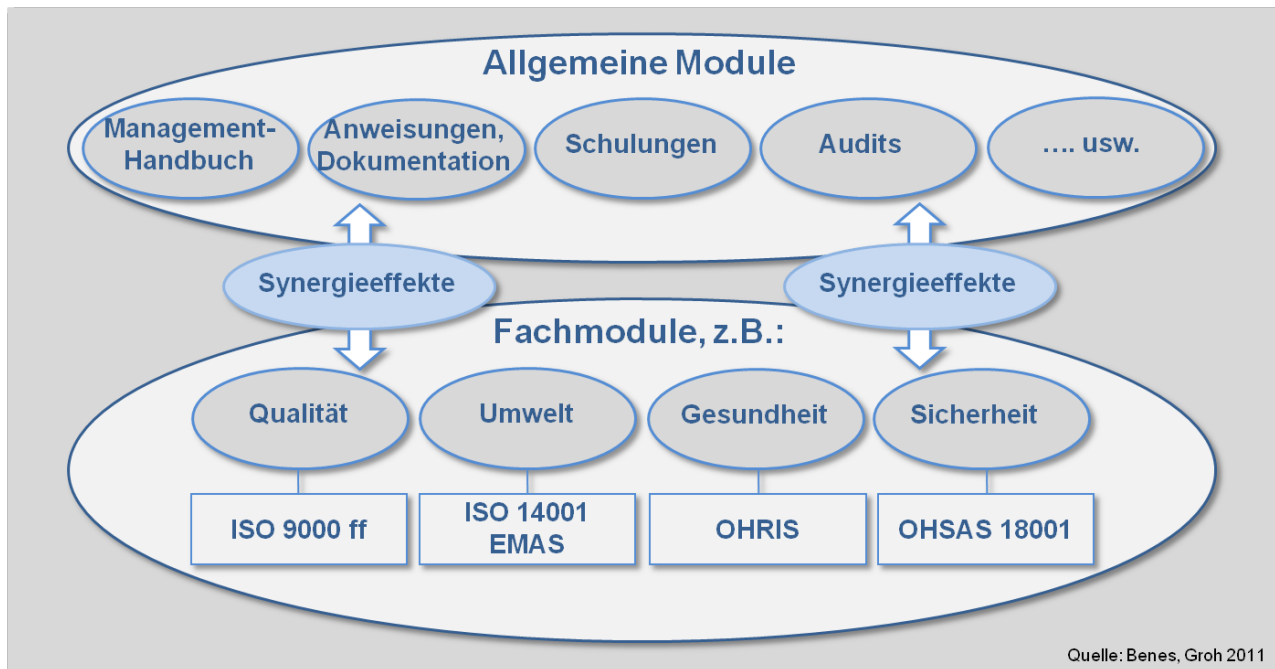 Allgemeine Module
Management-
Handbuch
Anweisungen,
Dokumentation
Schulungen
Audits
.... usw.
Synergieeffekte
Synergieeffekte
Fachmodule, z.B.:
Qualität
Umwelt
Gesundheit
Sicherheit
ISO 9000 ff
ISO 14001
EMAS
OHRIS
OHSAS 18001
Quelle: Benes, Groh 2011